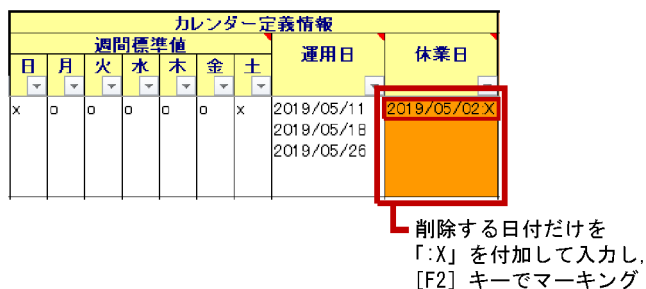 カレンダー定義情報
週間標準値 運用日 休業日
日 月 火 水 木 金 土
x o o o o o x 2019/05/11 2019/05/02:X
2019/05/18
2019/05/26
削除する日付だけを
「:X」を付加して入力し,
[F2] キーでマーキング